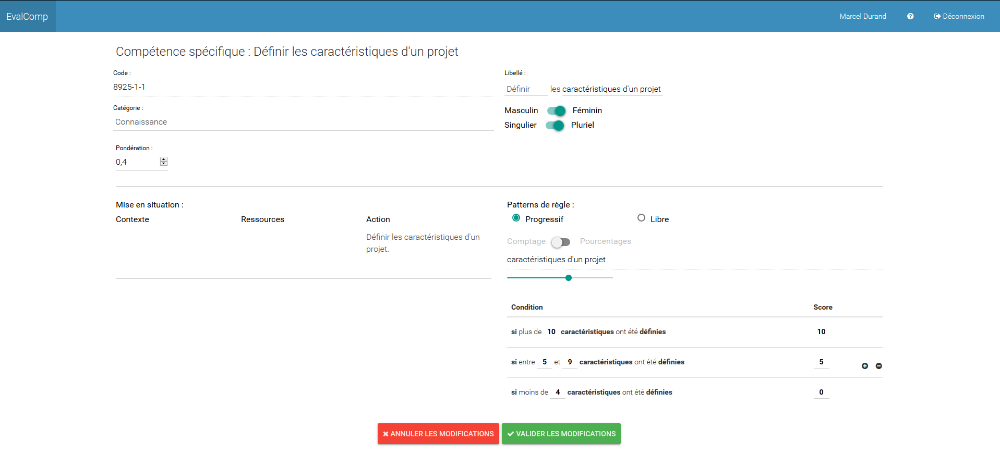 EvalComp
Marcel Durand
Déconnexion
Compétence spécifique : Définir les caractéristiques d'un projet
Code :
8925-1-1
Libellé :
Définir les caractéristiques d'un projet
Catégorie :
Connaissance
Masculin Féminin
Singulier Pluriel
Pondération :
0,4
Mise en situation :
Contexte Ressources Action
Définir les caractéristiques d'un
projet.
Patterns de règle :
Progressif Libre
Comptage Pourcentages
caractéristiques d'un projet
Condition Score
si plus de 10 caractéristiques ont été définies 10
si entre 5 et 9 caractéristiques ont été définies 5
si moins de 4 caractéristiques ont été définies 0
ANNULER LES MODIFICATIONS
VALIDER LES MODIFICATIONS